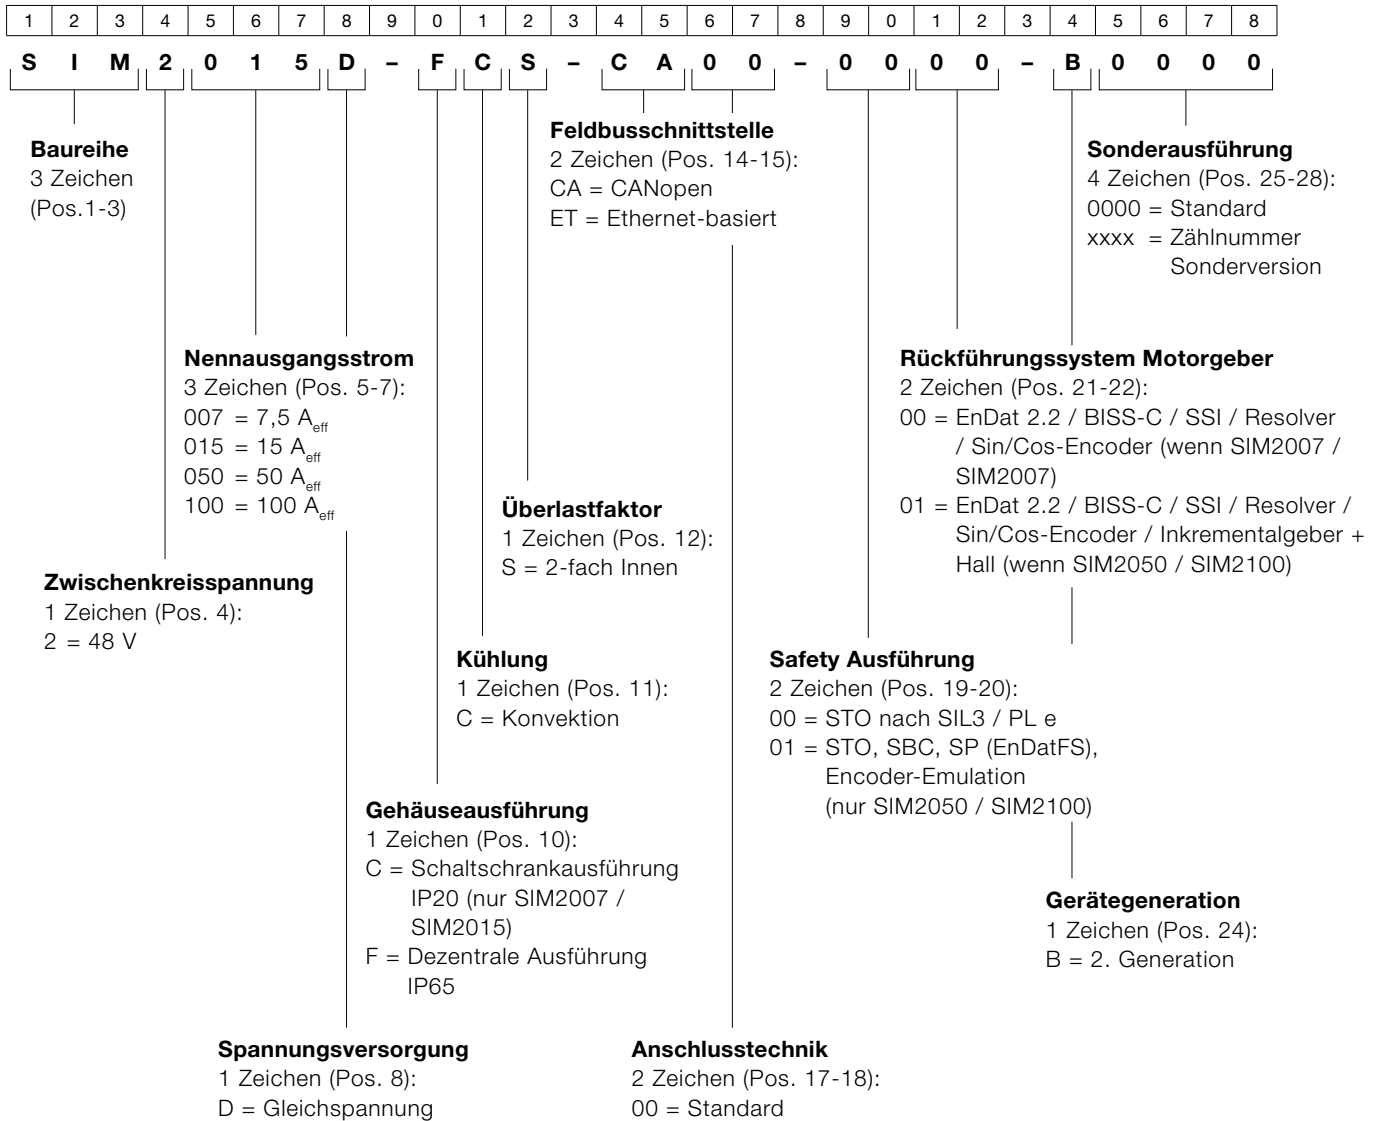 1 2 3 4 5 6 7 8 9 0 1 2 3 4 5 6 7 8 9 0 1 2 3 4 5 6 7 8
S I M 2 0 1 5 D – F C S – C A 0 0 – 0 0 0 0 – B 0 0 0 0
Baureihe
3 Zeichen
(Pos.1-3)
Feldbusschnittstelle
2 Zeichen (Pos. 14-15):
CA = CANopen
ET = Ethernet-basiert
Sonderausführung
4 Zeichen (Pos. 25-28):
0000 = Standard
xxxx = Zählnummer
Sonderversion
Nennausgangsstrom
3 Zeichen (Pos. 5-7):
007 = 7,5 Aeff
015 = 15 Aeff
050 = 50 Aeff
100 = 100 Aeff
Rückführungssystem Motorgeber
2 Zeichen (Pos. 21-22):
00 = EnDat 2.2 / BISS-C / SSI / Resolver
/ Sin/Cos-Encoder (wenn SIM2007 /
SIM2007)
01 = EnDat 2.2 / BISS-C / SSI / Resolver /
Sin/Cos-Encoder / Inkrementalgeber +
Hall (wenn SIM2050 / SIM2100)
Überlastfaktor
1 Zeichen (Pos. 12):
S = 2-fach Innen
Zwischenkreisspannung
1 Zeichen (Pos. 4):
2 = 48 V
Kühlung
1 Zeichen (Pos. 11):
C = Konvektion
Safety Ausführung
2 Zeichen (Pos. 19-20):
00 = STO nach SIL3 / PL e
01 = STO, SBC, SP (EnDatFS),
Encoder-Emulation
(nur SIM2050 / SIM2100)
Gehäuseausführung
1 Zeichen (Pos. 10):
C = Schaltschrankausführung
IP20 (nur SIM2007 /
SIM2015)
F = Dezentrale Ausführung
IP65
Gerätegeneration
1 Zeichen (Pos. 24):
B = 2. Generation
Spannungsversorgung
1 Zeichen (Pos. 8):
D = Gleichspannung
Anschlusstechnik
2 Zeichen (Pos. 17-18):
00 = Standard